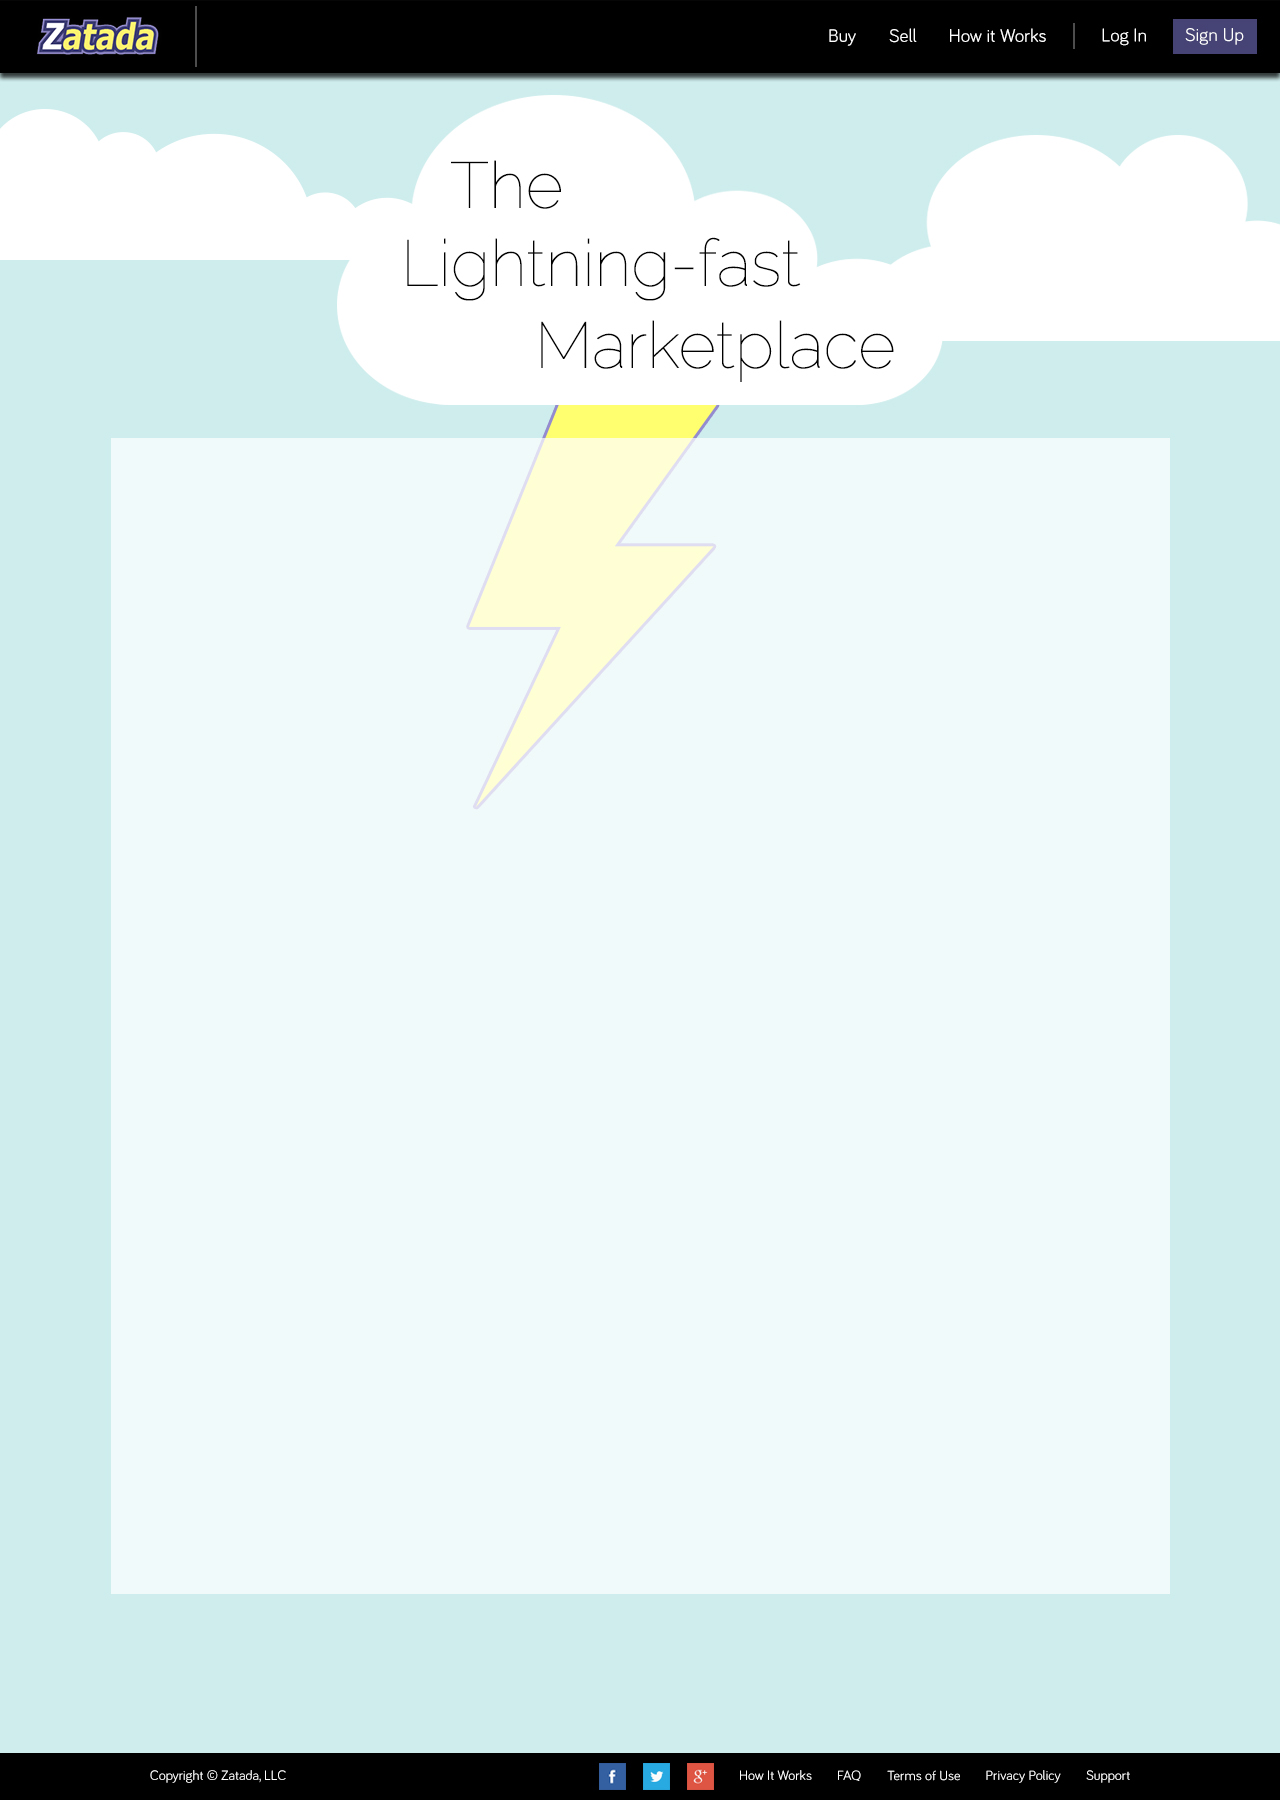 Zatada
Buy Sell How it Works Log In Sign Up
The
Lightning-fast
Marketplace
Copyright © Zatada, LLC
f g+ How It Works FAQ Terms of Use Privacy Policy Support